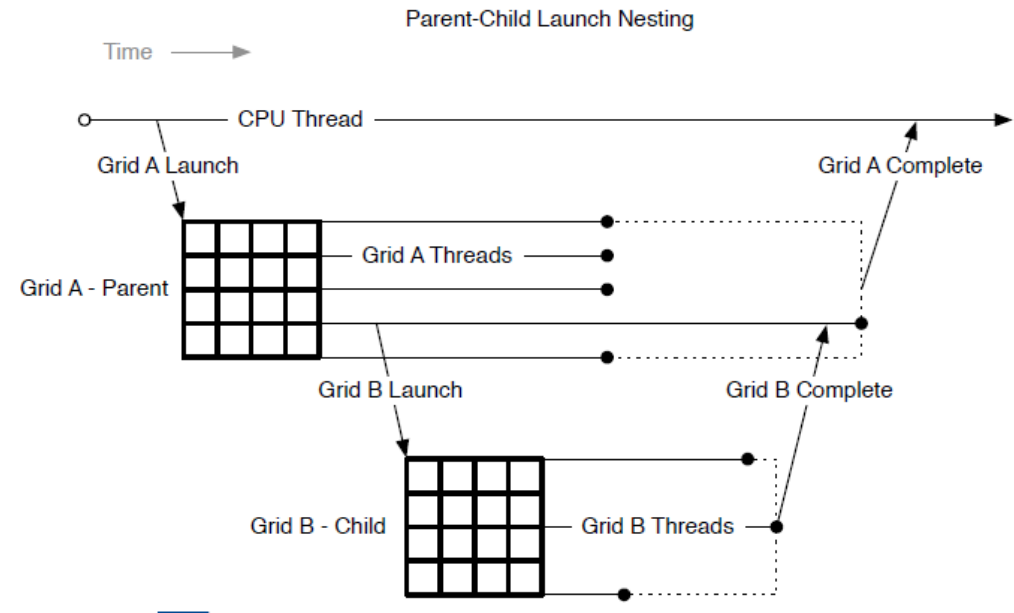 Parent-Child Launch Nesting
Time
CPU Thread
Grid A Launch
Grid A Complete
Grid A Threads
Grid A - Parent
Grid B Launch
Grid B Complete
Grid B - Child
Grid B Threads